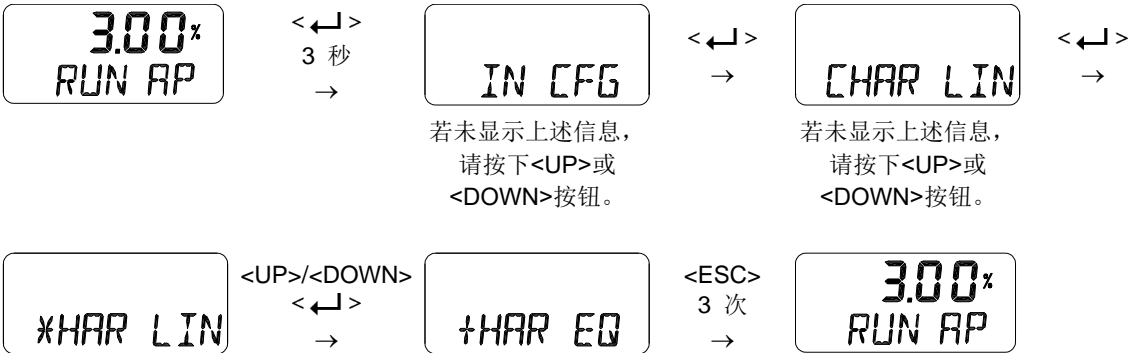 3.00%
RUN AP
< ↵ >
3 秒
→
IN CFG
若未显示上述信息，
请按下<UP>或
<DOWN>按钮。
< ↵ >
→
CHAR LIN
若未显示上述信息，
请按下<UP>或
<DOWN>按钮。
< ↵ >
→
*HAR LIN
<UP>/<DOWN>
< ↵ >
→
+HAR EQ
<ESC>
3 次
→
3.00%
RUN AP